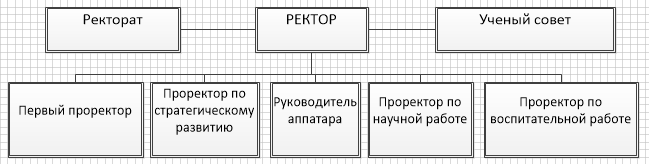 Ректорат
РЕКТОР
Ученый совет
Первый проректор
Проректор по
стратегическому
развитию
Руководитель
аппарата
Проректор по
научной работе
Проректор по
воспитательной работе